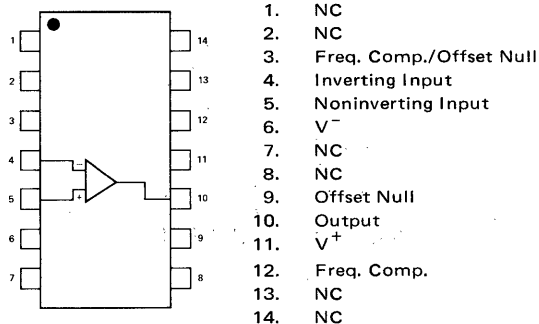 1 14
2 13
3 12
4 11
5 10
6 9
7 8
−
+
1. NC
2. NC
3. Freq. Comp./Offset Null
4. Inverting Input
5. Noninverting Input
6. V⁻
7. NC
8. NC
9. Offset Null
10. Output
11. V⁺
12. Freq. Comp.
13. NC
14. NC